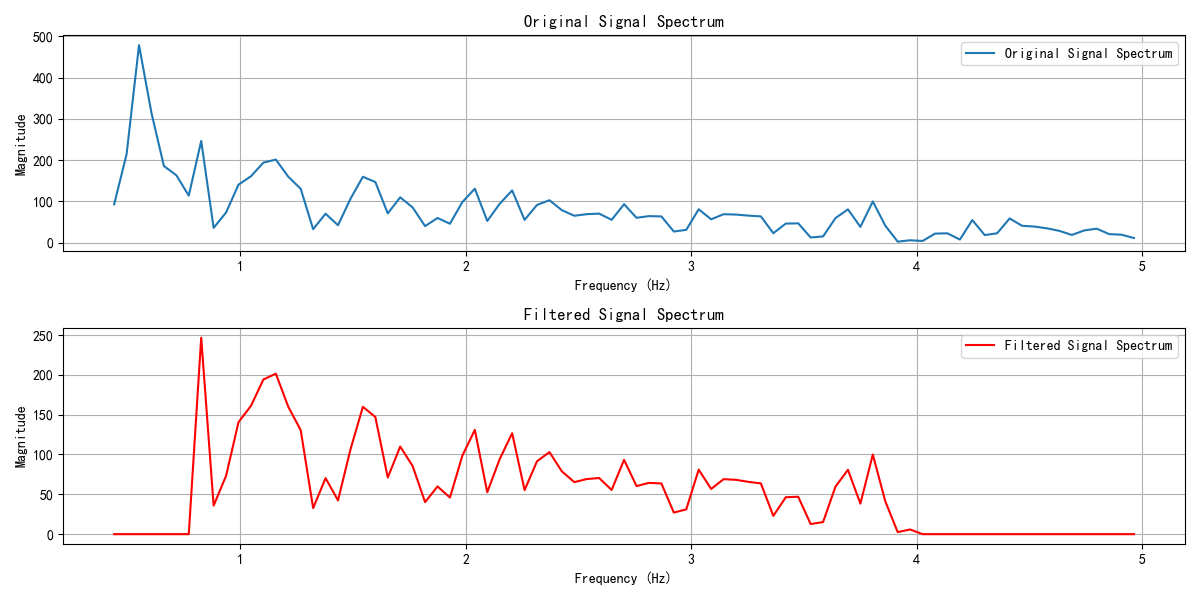 Original Signal Spectrum
500
400
300
200
100
0
Magnitude
Original Signal Spectrum
1
2
3
4
5
Frequency (Hz)
Filtered Signal Spectrum
250
200
150
100
50
0
Magnitude
Filtered Signal Spectrum
1
2
3
4
5
Frequency (Hz)